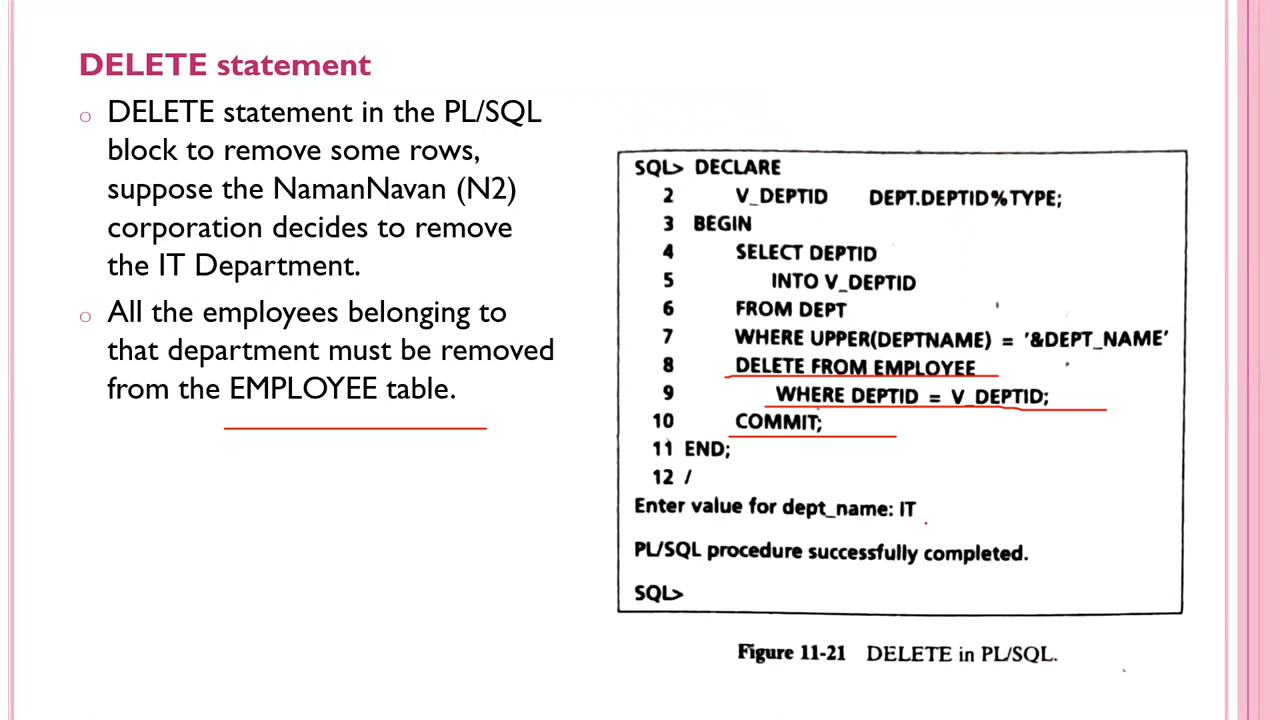 DELETE statement
DELETE statement in the PL/SQL
block to remove some rows,
suppose the NamanNavan (N2)
corporation decides to remove
the IT Department.
All the employees belonging to
that department must be removed
from the EMPLOYEE table.
SQL> DECLARE
2 V_DEPTID DEPT.DEPTID%TYPE;
3 BEGIN
4 SELECT DEPTID
5 INTO V_DEPTID
6 FROM DEPT
7 WHERE UPPER(DEPTNAME) = '&DEPT_NAME'
8 DELETE FROM EMPLOYEE
9 WHERE DEPTID = V_DEPTID;
10 COMMIT;
11 END;
12 /
Enter value for dept_name: IT
PL/SQL procedure successfully completed.
SQL>
Figure 11-21 DELETE in PL/SQL.